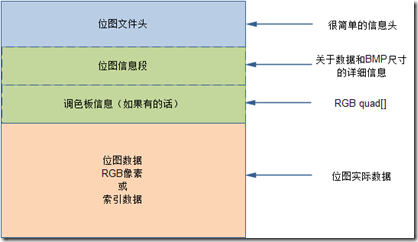 位图文件头
很简单的信息头
位图信息段
关于数据和BMP尺寸
的详细信息
调色板信息（如果有的话）
RGB quad[]
位图数据
RGB像素
或
索引数据
位图实际数据